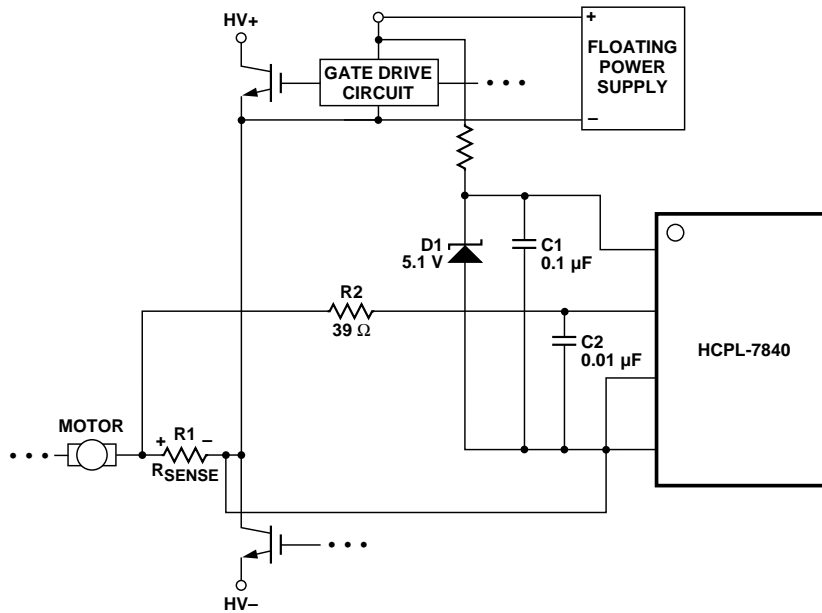 HV+
+
GATE DRIVE
CIRCUIT
• • •
FLOATING
POWER
SUPPLY
–
D1
5.1 V
C1
0.1 µF
R2
39 Ω
C2
0.01 µF
HCPL-7840
MOTOR
• • •
+ R1 –
RSENSE
• • •
HV–